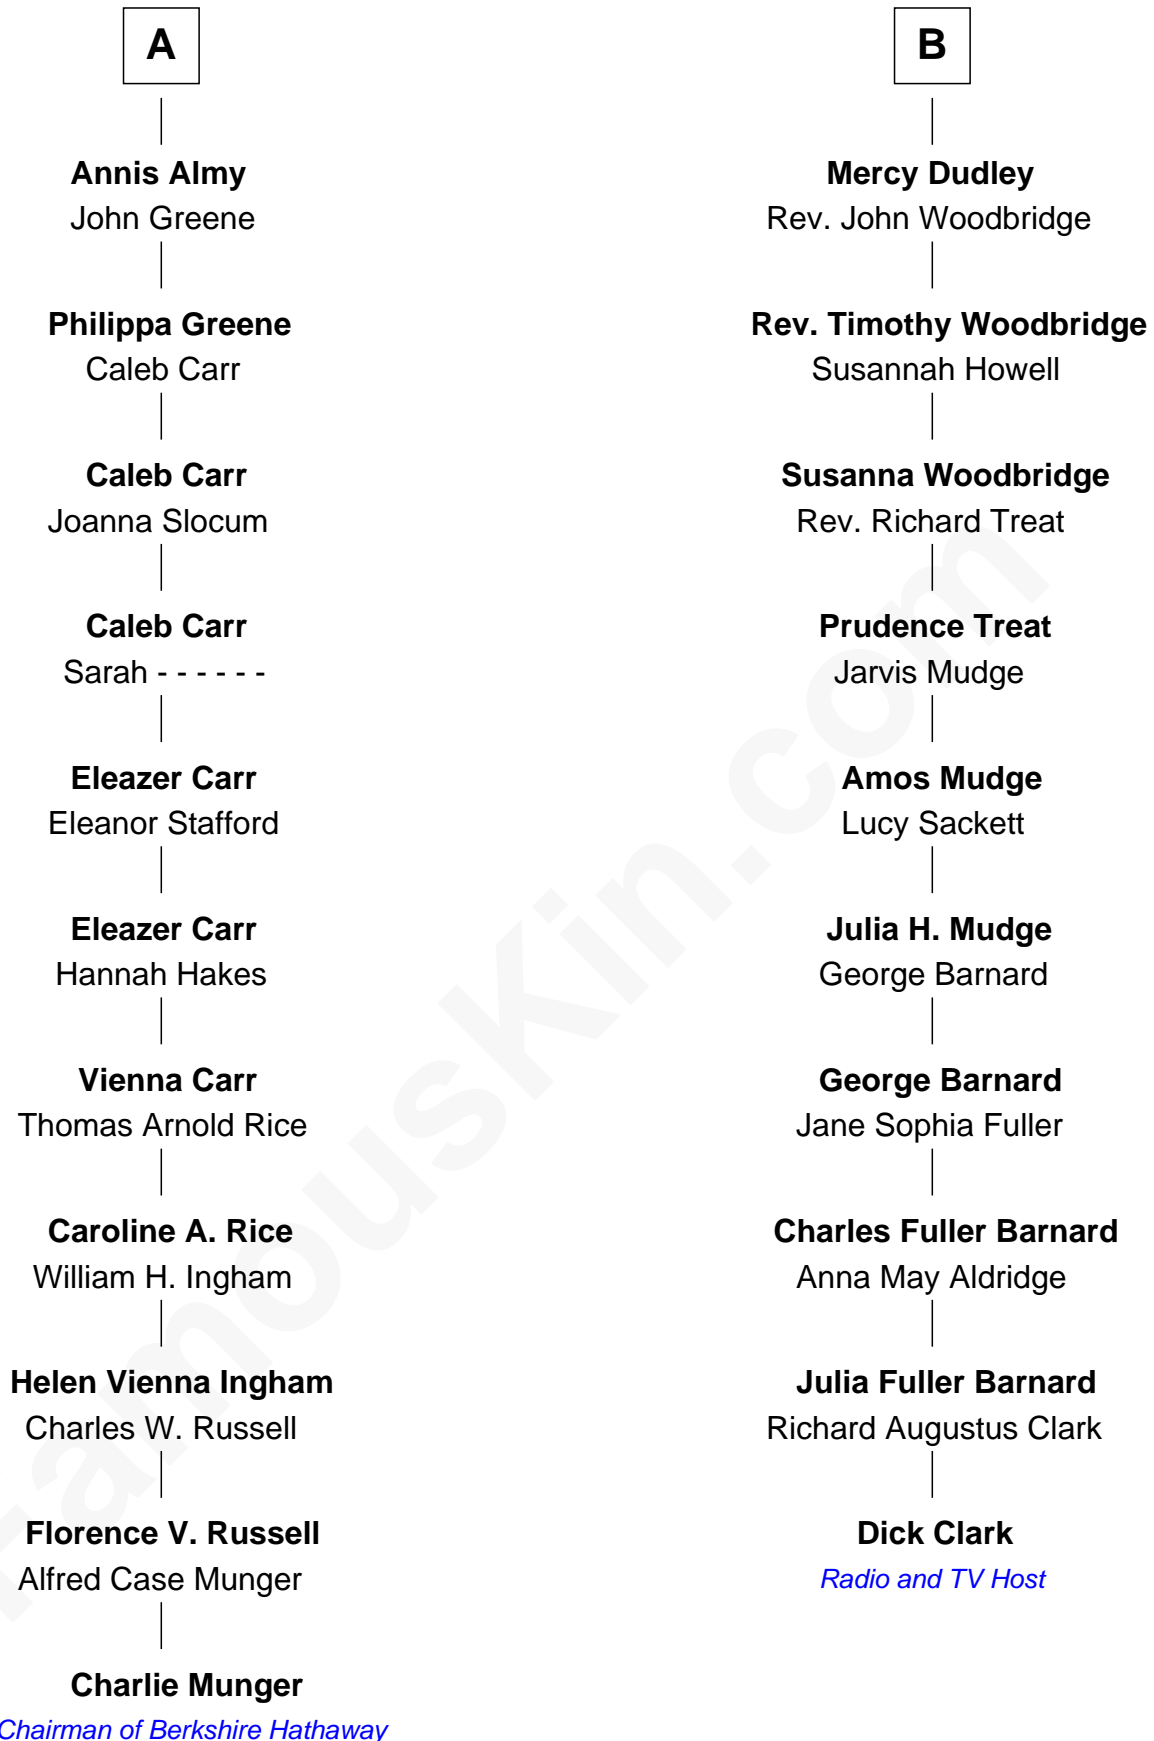 A
Annis Almy
John Greene
Philippa Greene
Caleb Carr
Caleb Carr
Joanna Slocum
Caleb Carr
Sarah - - - - - -
Eleazer Carr
Eleanor Stafford
Eleazer Carr
Hannah Hakes
Vienna Carr
Thomas Arnold Rice
Caroline A. Rice
William H. Ingham
Helen Vienna Ingham
Charles W. Russell
Florence V. Russell
Alfred Case Munger
Charlie Munger
Chairman of Berkshire Hathaway
B
Mercy Dudley
Rev. John Woodbridge
Rev. Timothy Woodbridge
Susannah Howell
Susanna Woodbridge
Rev. Richard Treat
Prudence Treat
Jarvis Mudge
Amos Mudge
Lucy Sackett
Julia H. Mudge
George Barnard
George Barnard
Jane Sophia Fuller
Charles Fuller Barnard
Anna May Aldridge
Julia Fuller Barnard
Richard Augustus Clark
Dick Clark
Radio and TV Host
FamousKin.com